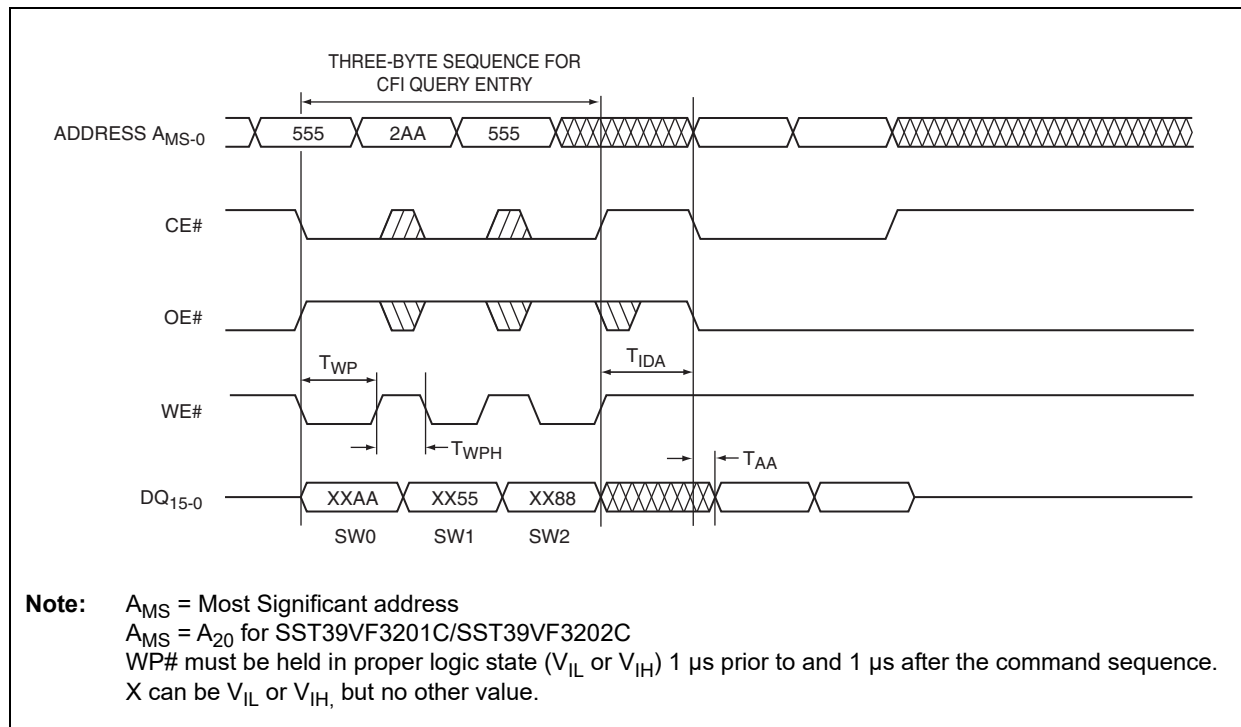 THREE-BYTE SEQUENCE FOR
CFI QUERY ENTRY
ADDRESS AMS-0
555
2AA
555
CE#
OE#
TWP
TIDA
WE#
TWPH
TAA
DQ15-0
XXAA
XX55
XX88
SW0
SW1
SW2
Note: AMS = Most Significant address
AMS = A20 for SST39VF3201C/SST39VF3202C
WP# must be held in proper logic state (VIL or VIH) 1 µs prior to and 1 µs after the command sequence.
X can be VIL or VIH, but no other value.